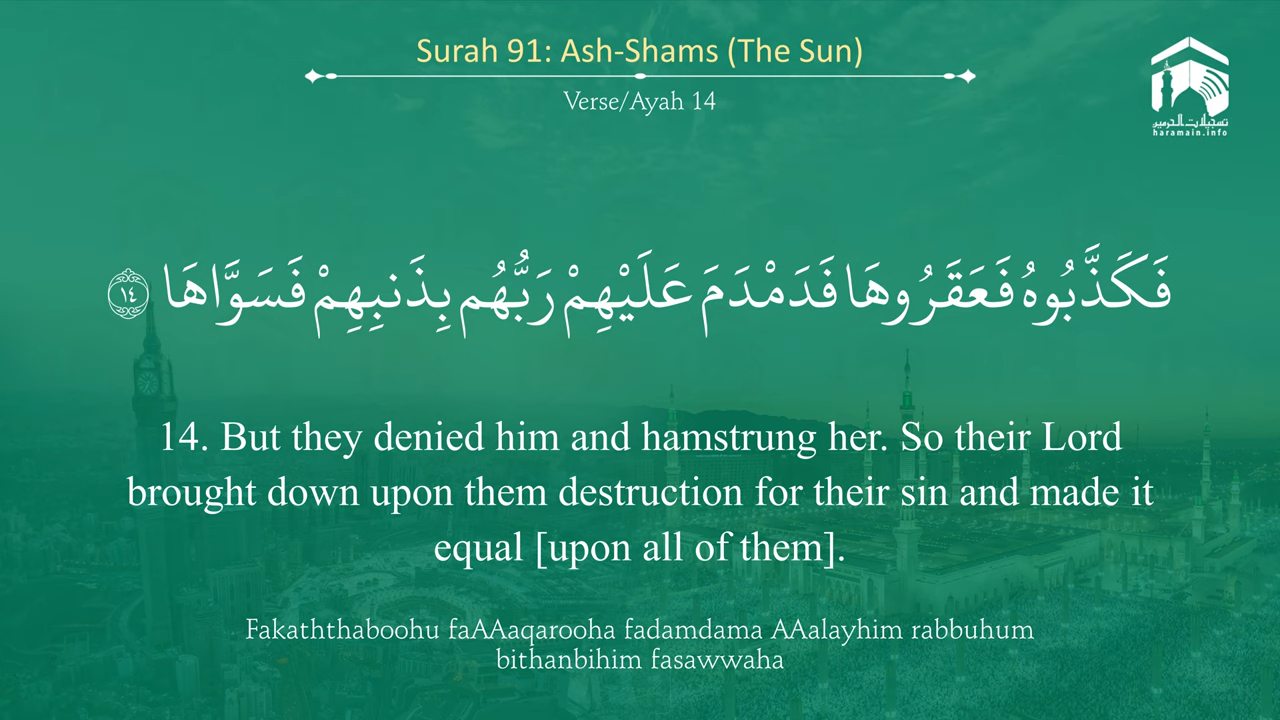 Surah 91: Ash-Shams (The Sun)
Verse/Ayah 14
تسجيلات الحرمين
haramain.info
فَكَذَّبُوهُ فَعَقَرُوهَا فَدَمْدَمَ عَلَيْهِمْ رَبُّهُم بِذَنبِهِمْ فَسَوَّاهَا ١٤
14. But they denied him and hamstrung her. So their Lord
brought down upon them destruction for their sin and made it
equal [upon all of them].
Fakaththaboohu faAAaqarooha fadamdama AAalayhim rabbuhum
bithanbihim fasawwaha